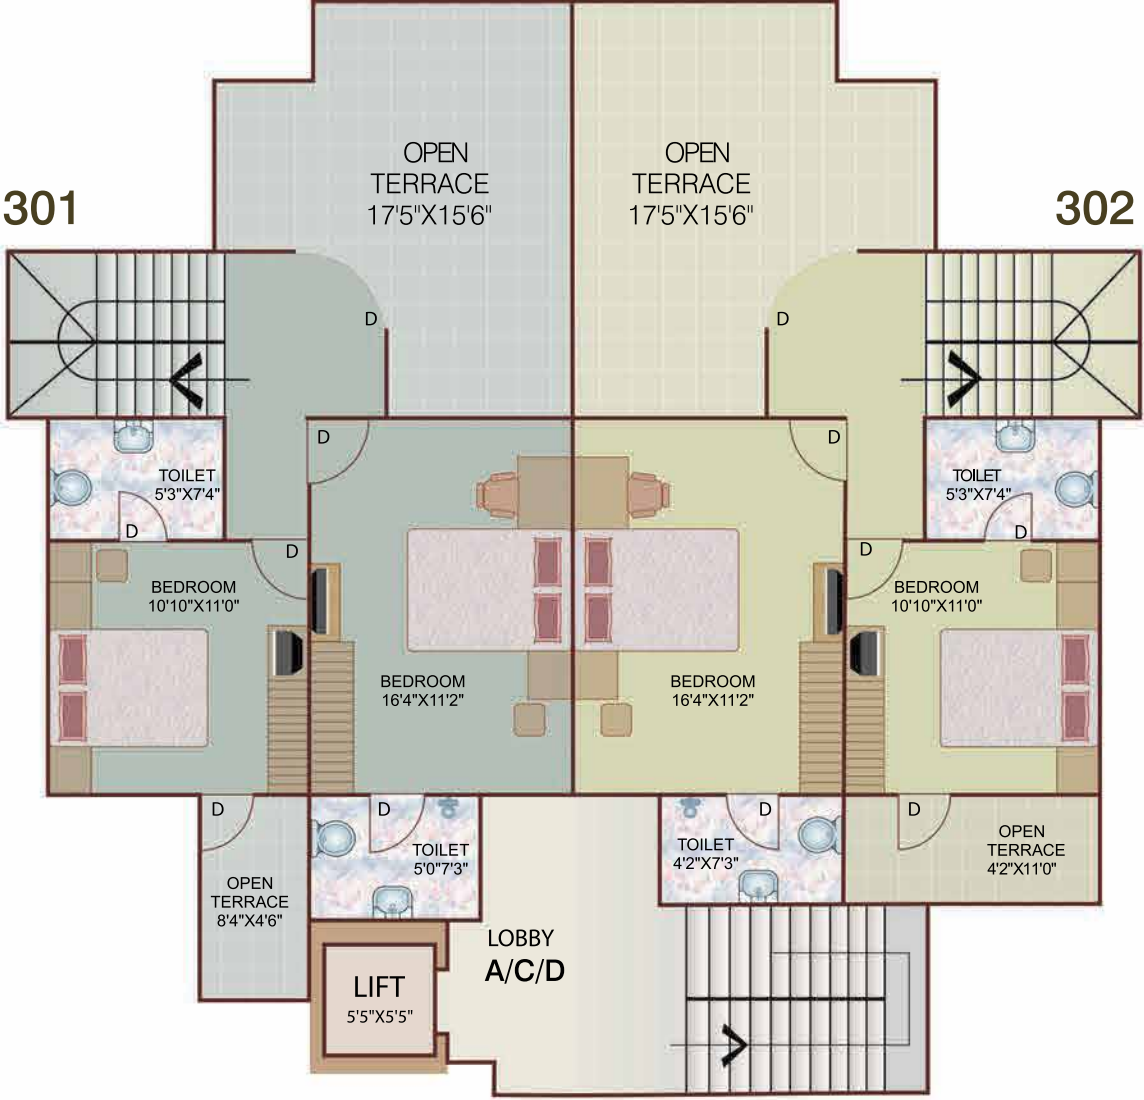 OPEN
TERRACE
17'5"X15'6"
OPEN
TERRACE
17'5"X15'6"
301
302
D
D
D
D
TOILET
5'3"X7'4"
TOILET
5'3"X7'4"
D
D
D
D
BEDROOM
10'10"X11'0"
BEDROOM
10'10"X11'0"
BEDROOM
16'4"X11'2"
BEDROOM
16'4"X11'2"
D
D
D
D
TOILET
5'0"7'3"
TOILET
4'2"X7'3"
OPEN
TERRACE
4'2"X11'0"
OPEN
TERRACE
8'4"X4'6"
LOBBY
A/C/D
LIFT
5'5"X5'5"